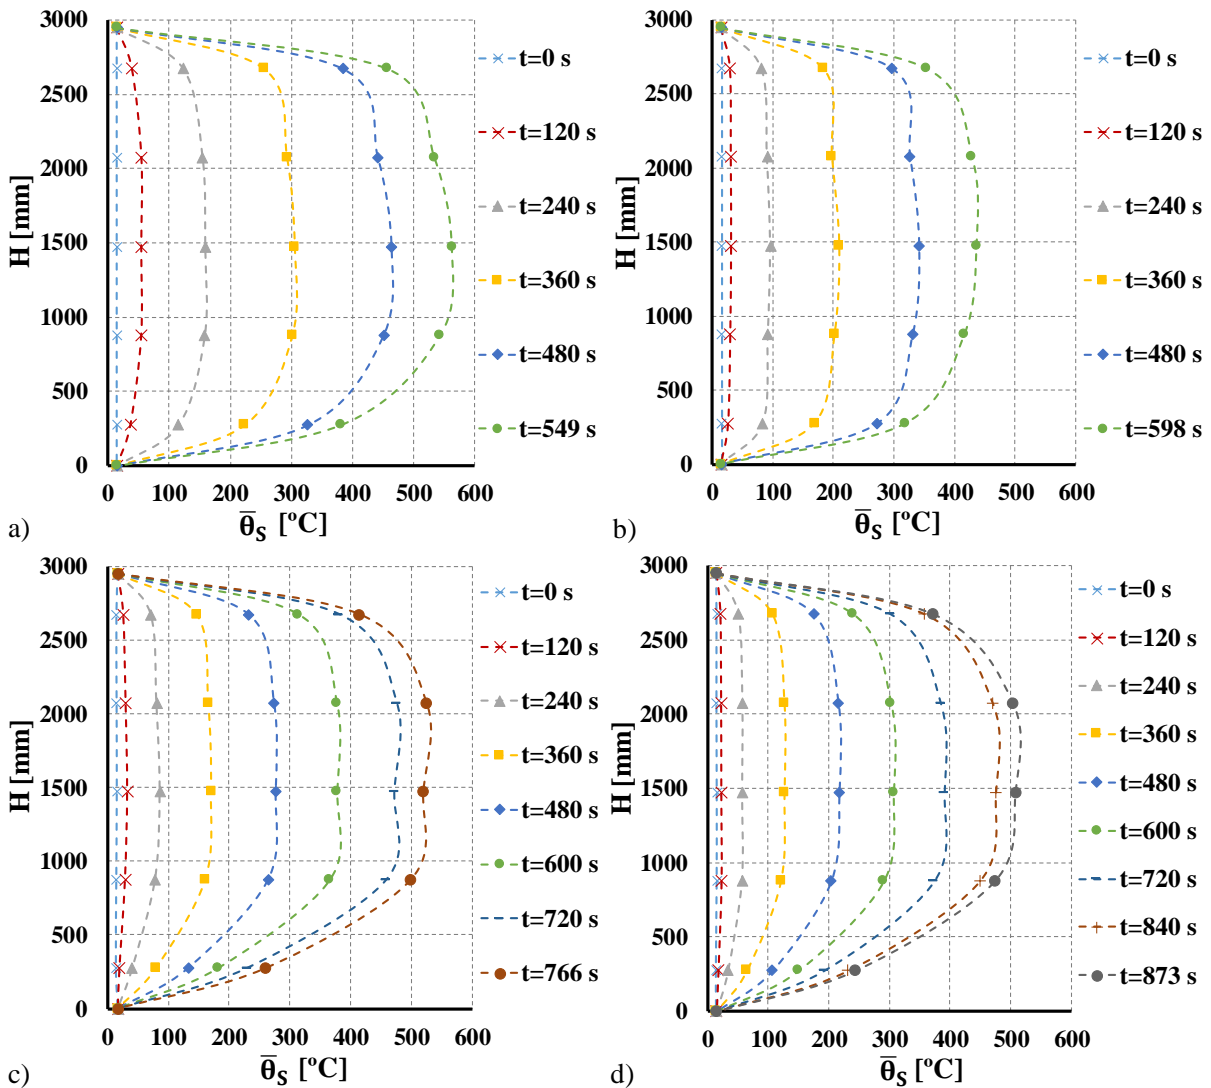 3000
2500
2000
1500
1000
500
0
H [mm]
0 100 200 300 400 500 600
θ̅S [ºC]
t=0 s
t=120 s
t=240 s
t=360 s
t=480 s
t=549 s
a)
3000
2500
2000
1500
1000
500
0
H [mm]
0 100 200 300 400 500 600
θ̅S [ºC]
t=0 s
t=120 s
t=240 s
t=360 s
t=480 s
t=598 s
b)
3000
2500
2000
1500
1000
500
0
H [mm]
0 100 200 300 400 500 600
θ̅S [ºC]
t=0 s
t=120 s
t=240 s
t=360 s
t=480 s
t=600 s
t=720 s
t=766 s
c)
3000
2500
2000
1500
1000
500
0
H [mm]
0 100 200 300 400 500 600
θ̅S [ºC]
t=0 s
t=120 s
t=240 s
t=360 s
t=480 s
t=600 s
t=720 s
t=840 s
t=873 s
d)